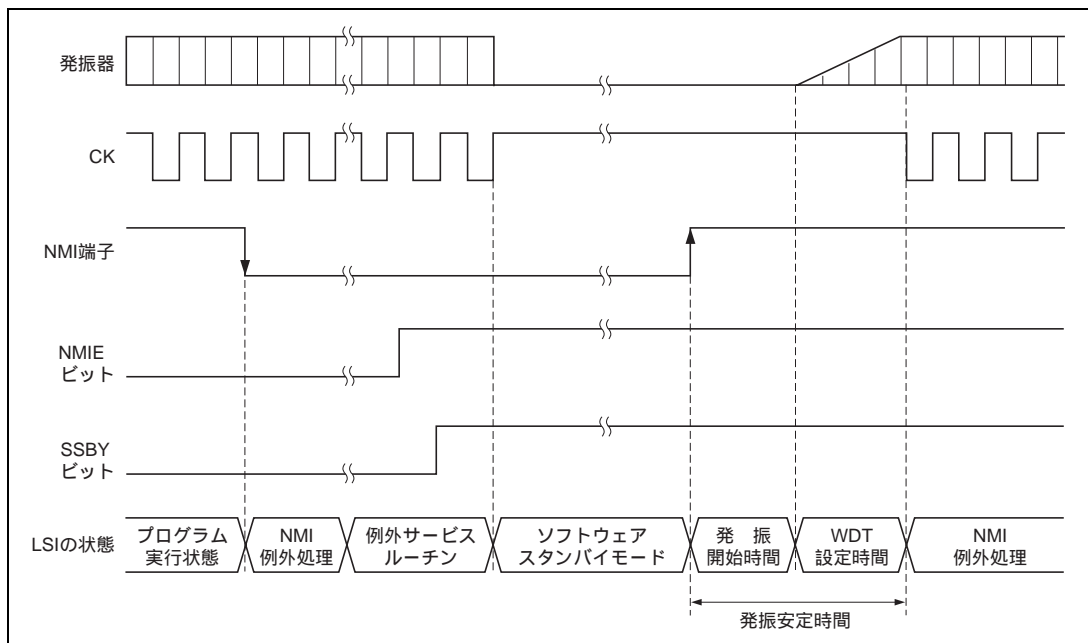 発振器
CK
NMI端子
NMIE
ビット
SSBY
ビット
LSIの状態
プログラム
実行状態
NMI
例外処理
例外サービス
ルーチン
ソフトウェア
スタンバイモード
発 振
開始時間
WDT
設定時間
NMI
例外処理
発振安定時間